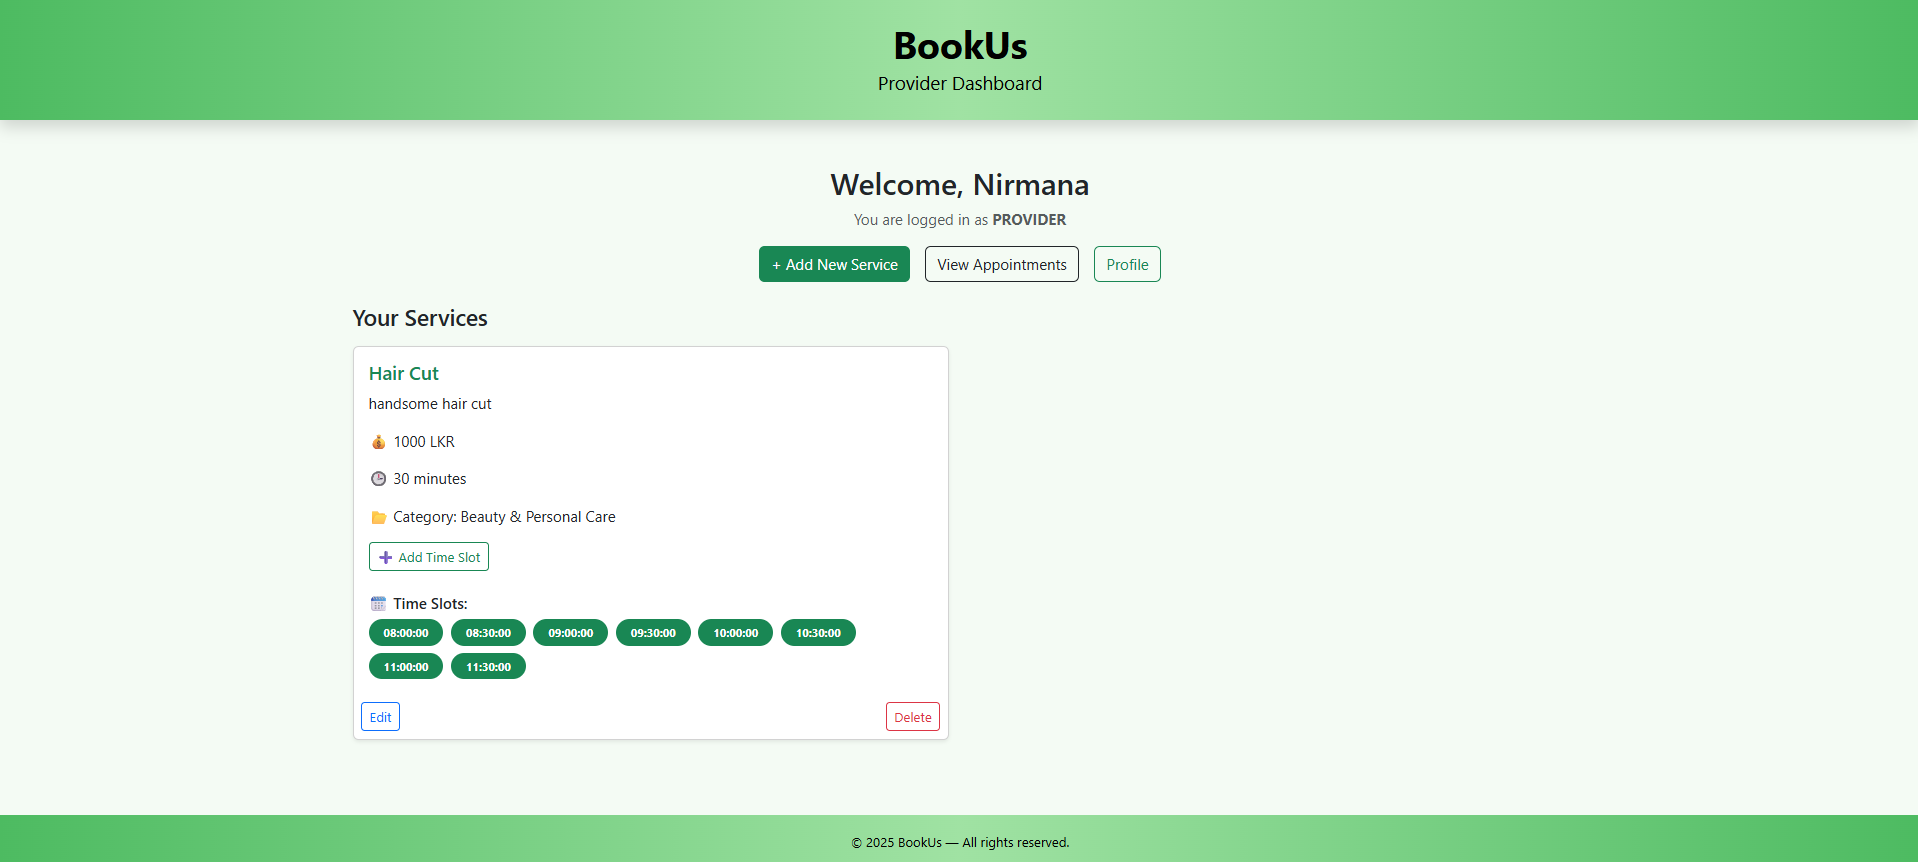 BookUs
Provider Dashboard
Welcome, Nirmana
You are logged in as PROVIDER
+ Add New Service View Appointments Profile
Your Services
Hair Cut
handsome hair cut
1000 LKR
30 minutes
Category: Beauty & Personal Care
Add Time Slot
Time Slots:
08:00:00 08:30:00 09:00:00 09:30:00 10:00:00 10:30:00
11:00:00 11:30:00
Edit Delete
© 2025 BookUs — All rights reserved.